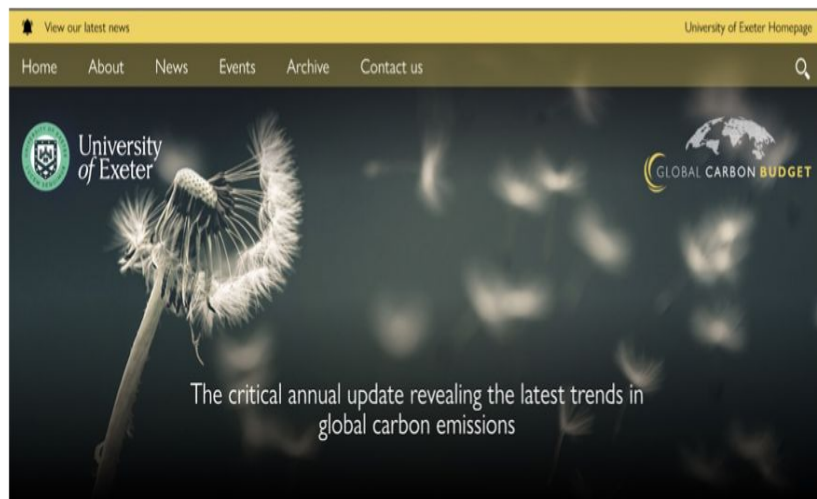 View our latest news
University of Exeter Homepage
Home About News Events Archive Contact us
University
of Exeter
GLOBAL CARBON BUDGET
The critical annual update revealing the latest trends in
global carbon emissions